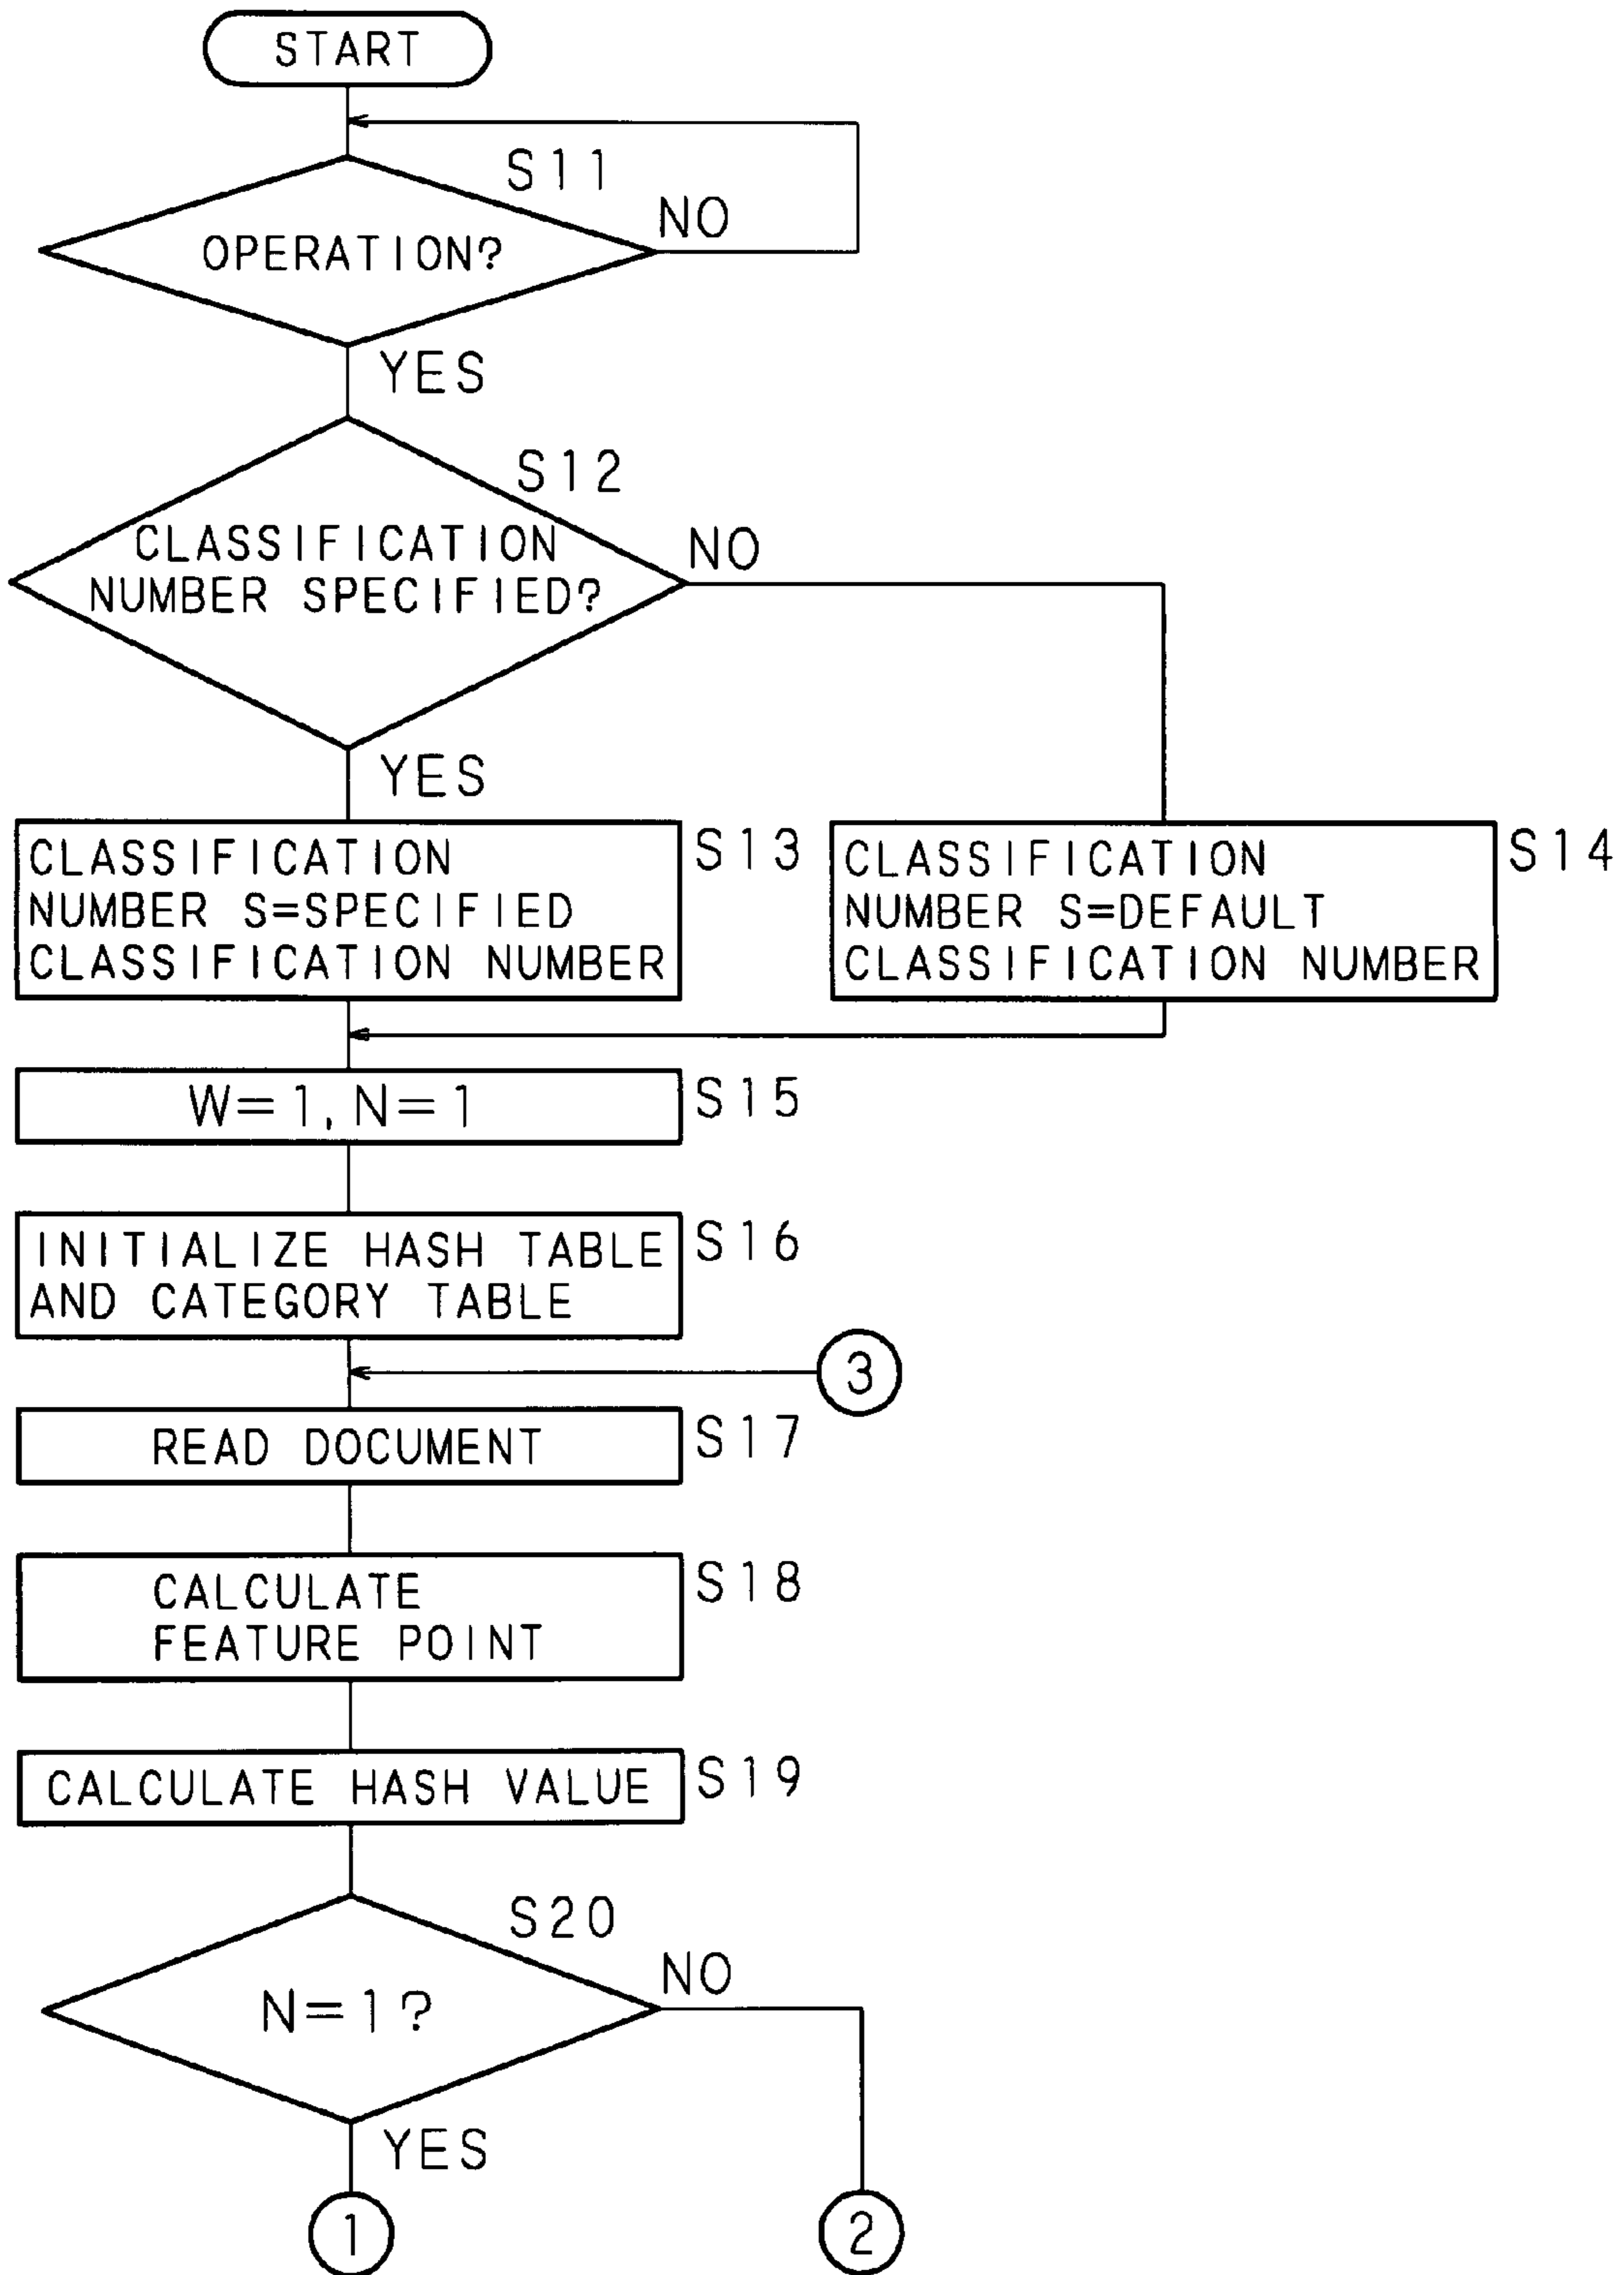 START
S11
NO
OPERATION?
YES
S12
CLASSIFICATION
NUMBER SPECIFIED?
NO
YES
CLASSIFICATION
NUMBER S=SPECIFIED
CLASSIFICATION NUMBER
S13
CLASSIFICATION
NUMBER S=DEFAULT
CLASSIFICATION NUMBER
S14
W=1, N=1
S15
INITIALIZE HASH TABLE
AND CATEGORY TABLE
S16
3
READ DOCUMENT
S17
CALCULATE
FEATURE POINT
S18
CALCULATE HASH VALUE
S19
S20
NO
N=1?
YES
1
2